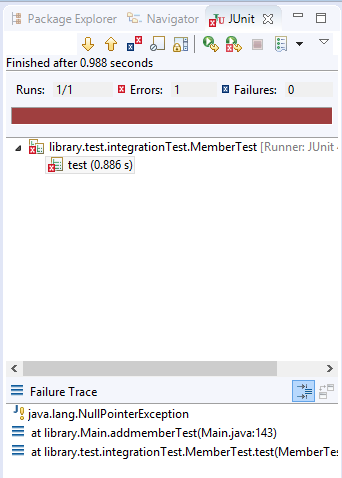 Package Explorer Navigator JUnit
Finished after 0.988 seconds
Runs: 1/1 Errors: 1 Failures: 0
library.test.integrationTest.MemberTest [Runner: JUnit
test (0.886 s)
Failure Trace
java.lang.NullPointerException
at library.Main.addmemberTest(Main.java:143)
at library.test.integrationTest.MemberTest.test(MemberTes